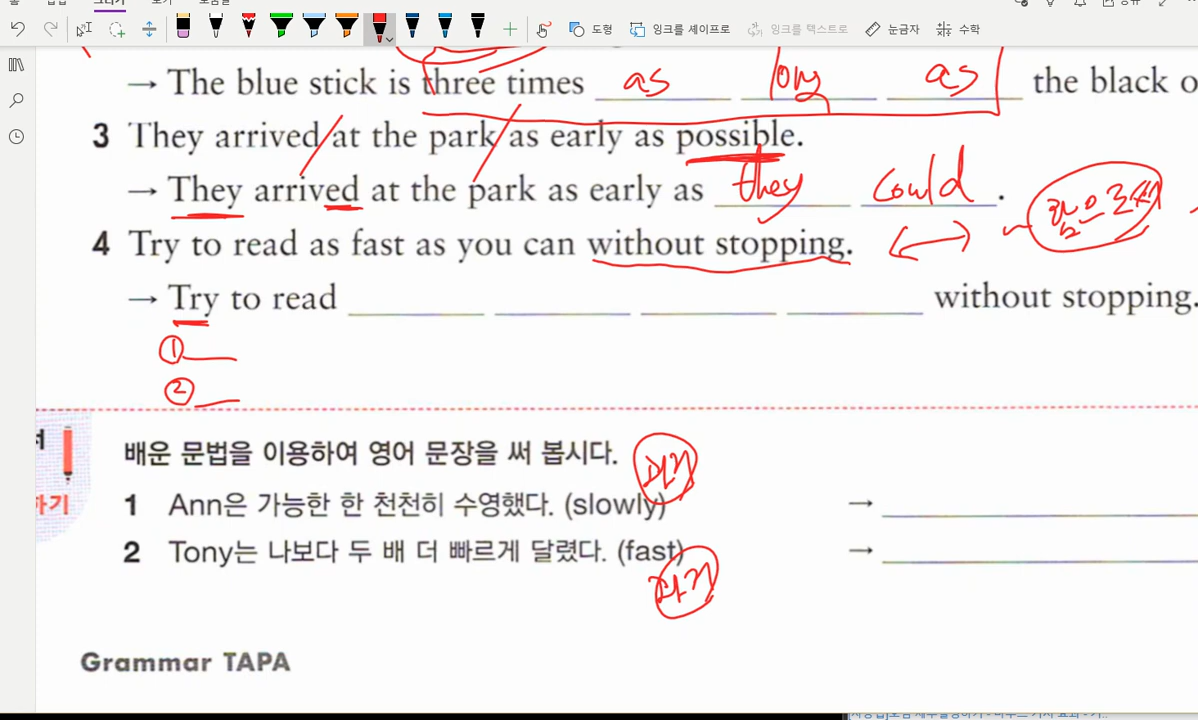 도형 잉크를 셰이프로 잉크를 텍스트로 눈금자 수학
→ The blue stick is three times as long as the black o
3 They arrived at the park as early as possible.
→ They arrived at the park as early as they could.
4 Try to read as fast as you can without stopping.
→ Try to read without stopping.
①
②
배운 문법을 이용하여 영어 문장을 써 봅시다.
하기
1 Ann은 가능한 한 천천히 수영했다. (slowly) →
2 Tony는 나보다 두 배 더 빠르게 달렸다. (fast) →
과거
Grammar TAPA